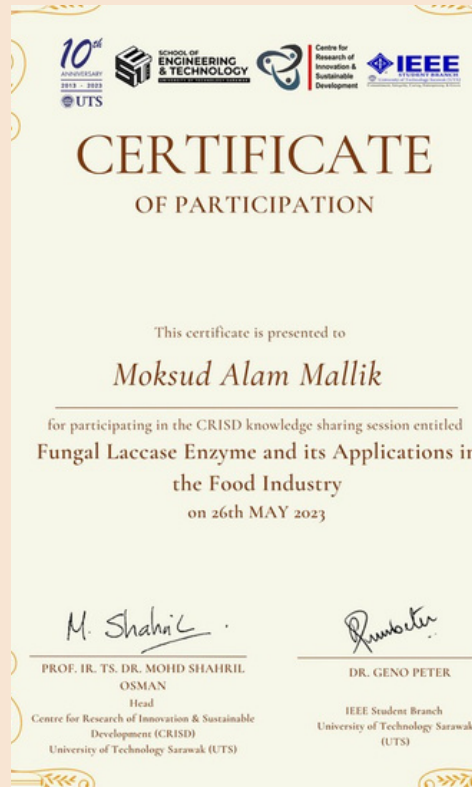 10th
ANNIVERSARY
2013 - 2023
UTS
SCHOOL OF
ENGINEERING
& TECHNOLOGY
UNIVERSITY OF TECHNOLOGY SARAWAK
Centre for
Research of
Innovation &
Sustainable
Development
IEEE
STUDENT BRANCH
CERTIFICATE
OF PARTICIPATION
This certificate is presented to
Moksud Alam Mallik
for participating in the CRISD knowledge sharing session entitled
Fungal Laccase Enzyme and its Applications in
the Food Industry
on 26th MAY 2023
M. Shahril
PROF. IR. TS. DR. MOHD SHAHRIL
OSMAN
Head
Centre for Research of Innovation & Sustainable
Development (CRISD)
University of Technology Sarawak (UTS)
DR. GENO PETER
IEEE Student Branch
University of Technology Sarawak
(UTS)